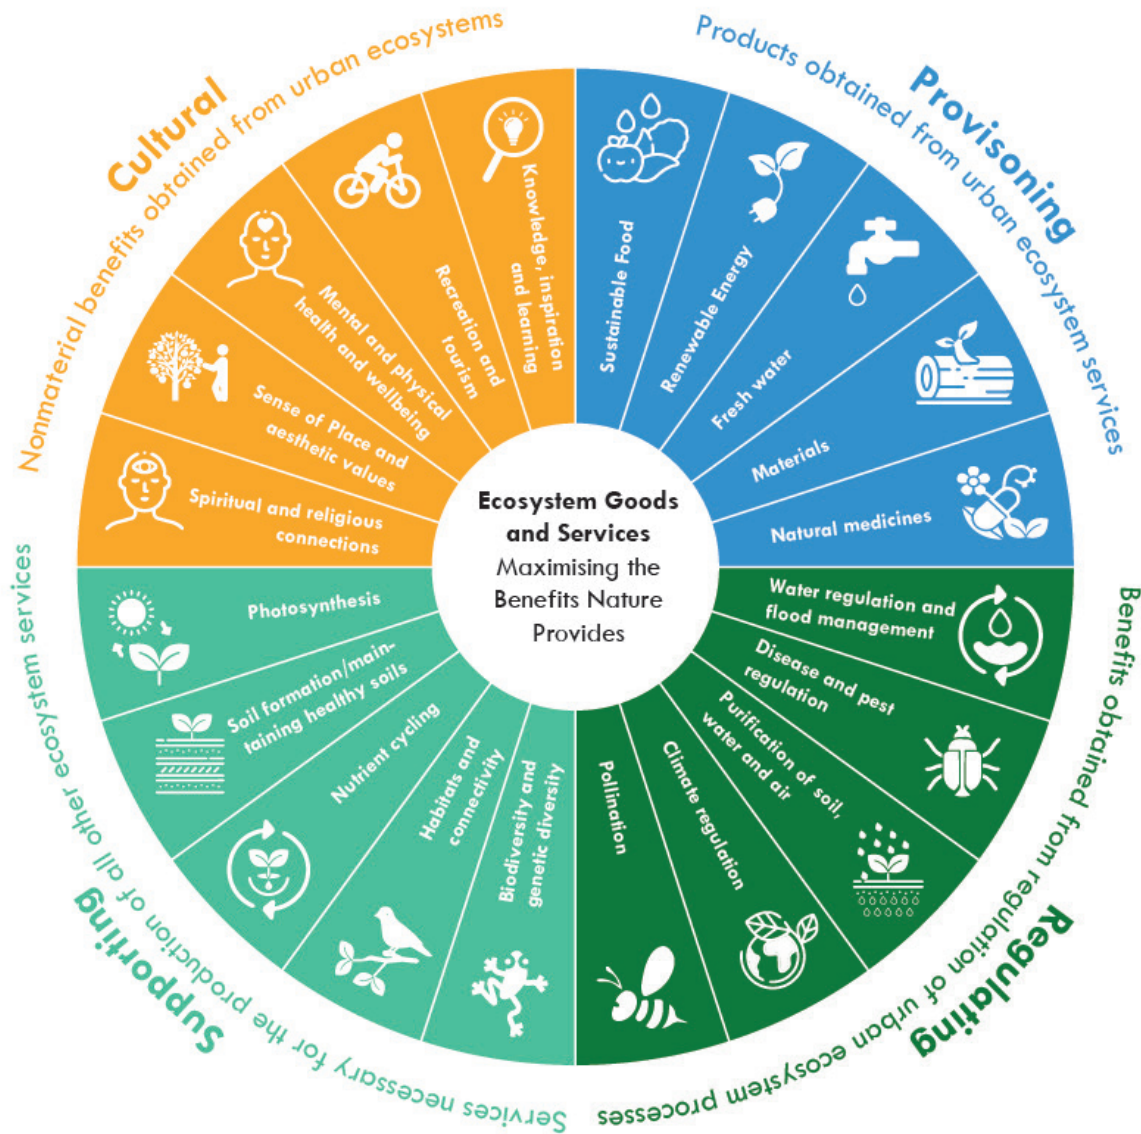 Cultural
Nonmaterial benefits obtained from urban ecosystems
Provisoning
Products obtained from urban ecosystem services
Knowledge, inspiration
and learning
Recreation and
tourism
Mental and physical
health and wellbeing
Sense of Place and
aesthetic values
Spiritual and religious
connections
Sustainable Food
Renewable Energy
Fresh water
Materials
Natural medicines
Ecosystem Goods
and Services
Maximising the
Benefits Nature
Provides
Water regulation and
flood management
Disease and pest
regulation
Purification of soil,
water and air
Climate regulation
Pollination
Regulating
Benefits obtained from regulation of urban ecosystem processes
Photosynthesis
Soil formation/main-
taining healthy soils
Nutrient cycling
Habitats and
connectivity
Biodiversity and
genetic diversity
Supporting
Services necessary for the production of all other ecosystem services